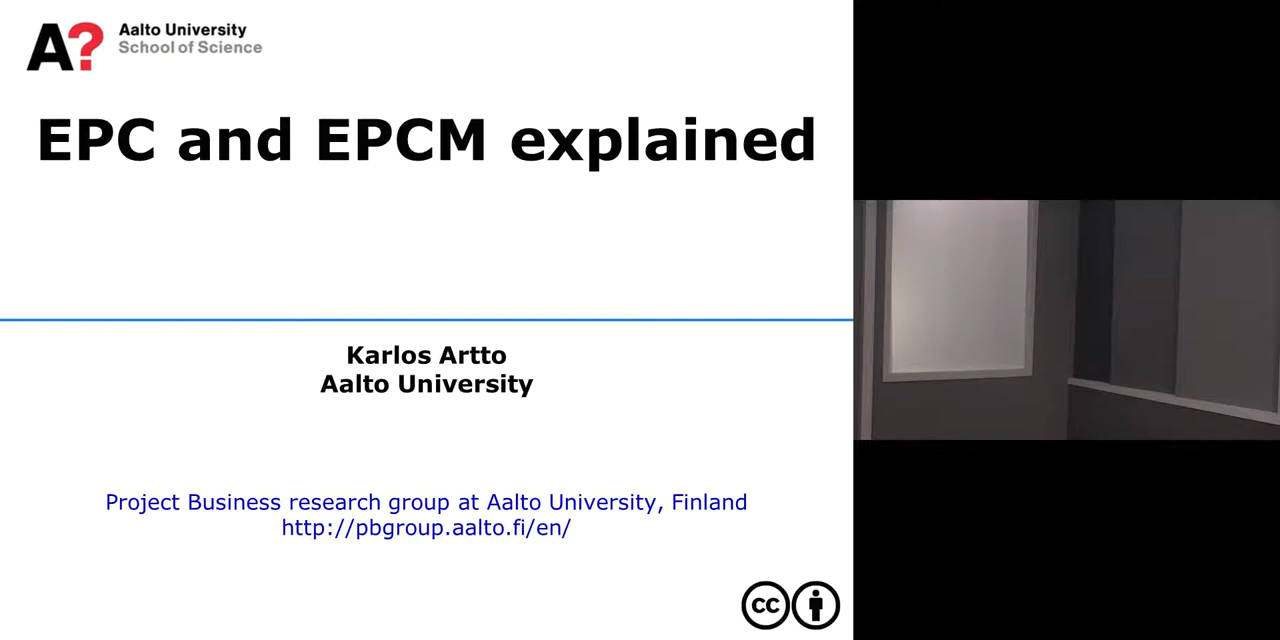 A?
Aalto University
School of Science
EPC and EPCM explained
Karlos Artto
Aalto University
Project Business research group at Aalto University, Finland
http://pbgroup.aalto.fi/en/
cc